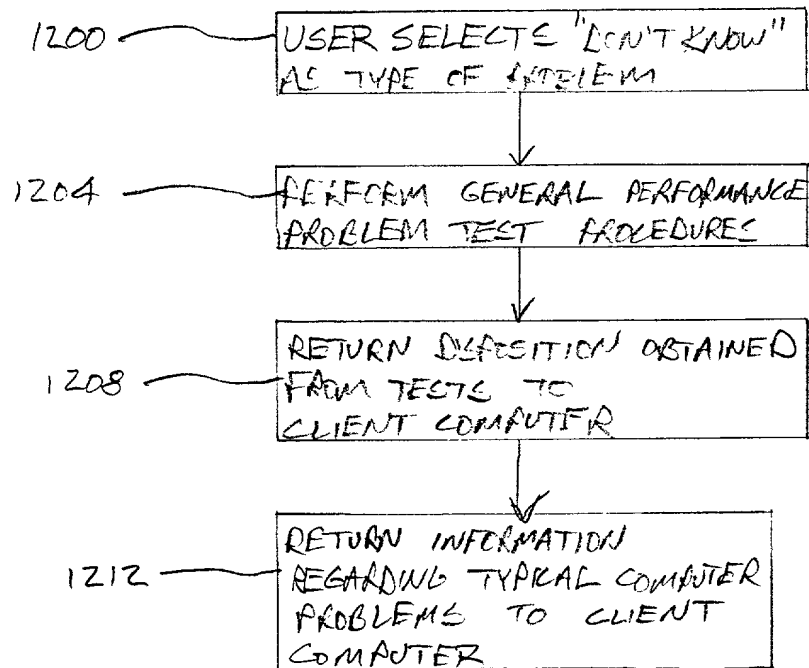 1200
USER SELECTS "DON'T KNOW"
AS TYPE OF PROBLEM
1204
PERFORM GENERAL PERFORMANCE
PROBLEM TEST PROCEDURES
1208
RETURN DISPOSITION OBTAINED
FROM TESTS TO
CLIENT COMPUTER
1212
RETURN INFORMATION
REGARDING TYPICAL COMPUTER
PROBLEMS TO CLIENT
COMPUTER